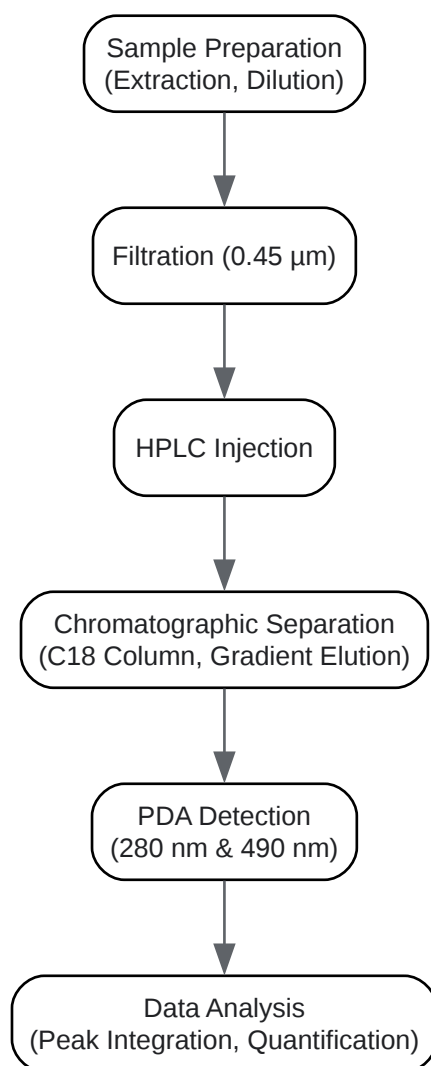 Sample Preparation
(Extraction, Dilution)
Filtration (0.45 µm)
HPLC Injection
Chromatographic Separation
(C18 Column, Gradient Elution)
PDA Detection
(280 nm & 490 nm)
Data Analysis
(Peak Integration, Quantification)